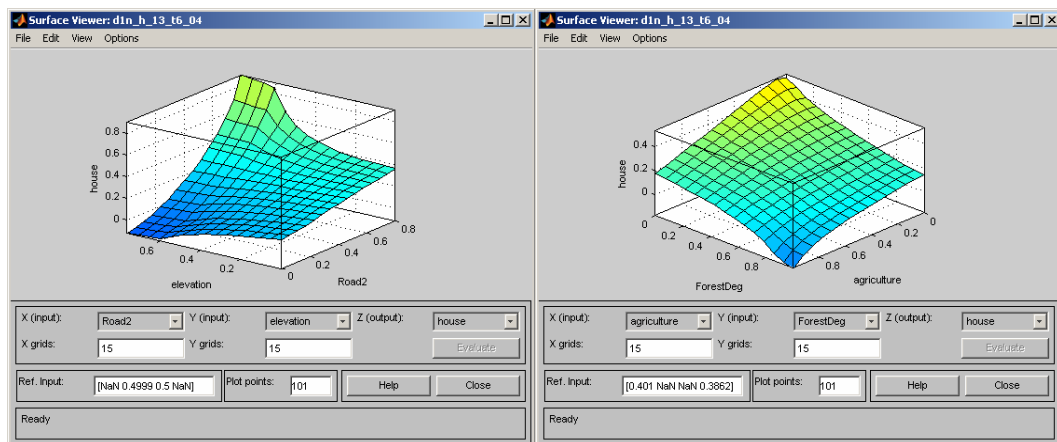 Surface Viewer: d1n_h_13_t6_04
File Edit View Options
0.8
0.6
0.4
0.2
0
house
0.6
0.4
0.2
elevation
0
0.2
0.4
0.6
0.8
Road2
X (input): Road2 Y (input): elevation Z (output): house
X grids: 15 Y grids: 15 Evaluate
Ref. Input: [NaN 0.4999 0.5 NaN] Plot points: 101 Help Close
Ready
Surface Viewer: d1n_h_13_t6_04
File Edit View Options
0.4
0.2
0
house
0
0.2
0.4
0.6
0.8
ForestDeg
0.8
0.6
0.4
0.2
0
agriculture
X (input): agriculture Y (input): ForestDeg Z (output): house
X grids: 15 Y grids: 15 Evaluate
Ref. Input: [0.401 NaN NaN 0.3862] Plot points: 101 Help Close
Ready